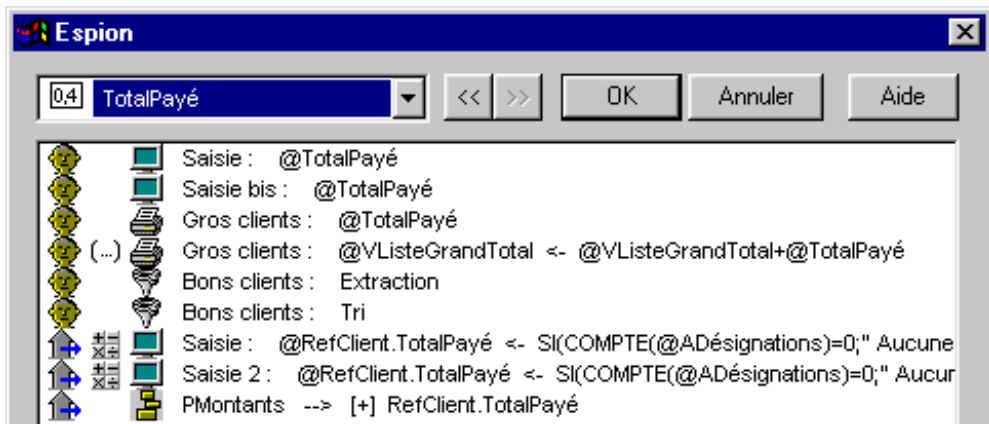 Espion
0,4 TotalPayé << >> OK Annuler Aide
Saisie : @TotalPayé
Saisie bis : @TotalPayé
Gros clients : @TotalPayé
(...) Gros clients : @VListeGrandTotal <- @VListeGrandTotal+@TotalPayé
Bons clients : Extraction
Bons clients : Tri
Saisie : @RefClient.TotalPayé <- SI(COMPTE(@ADésignations)=0;" Aucune
Saisie 2 : @RefClient.TotalPayé <- SI(COMPTE(@ADésignations)=0;" Aucur
PMontants --> [+] RefClient.TotalPayé